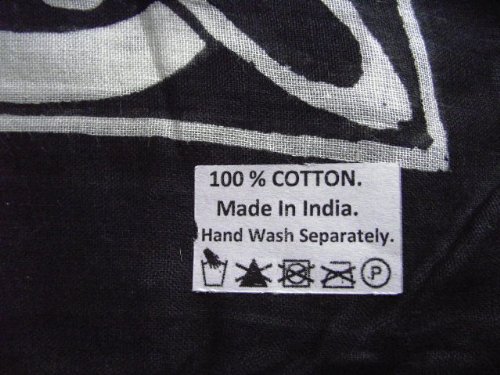 100 % COTTON.
Made In India.
Hand Wash Separately.
P